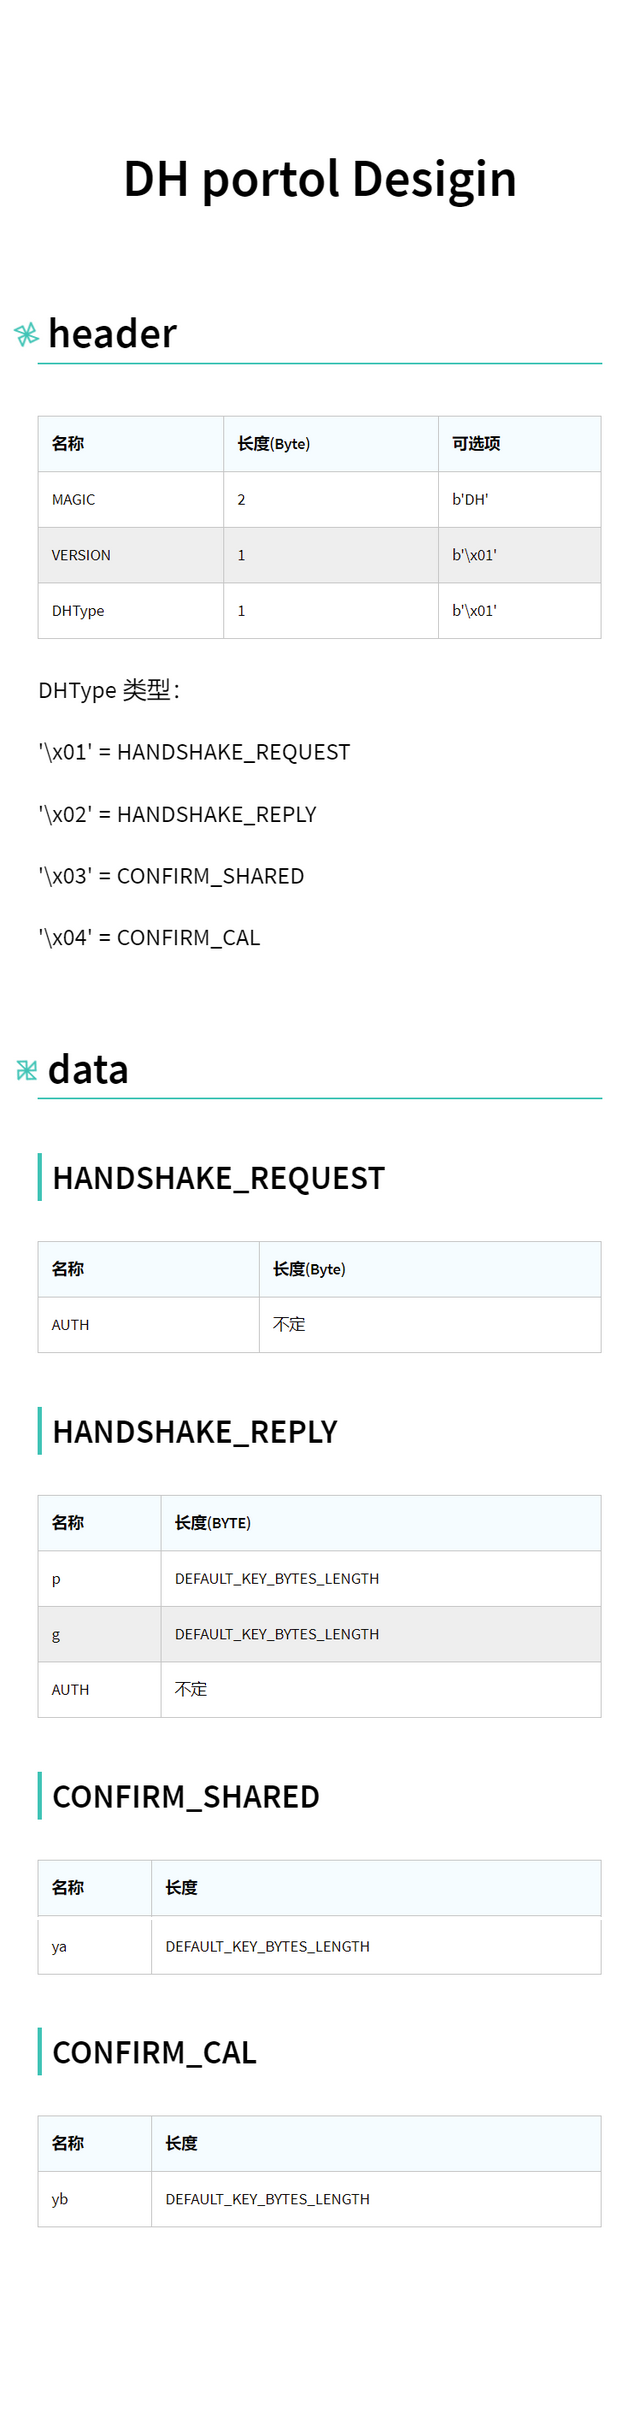 DH portol Desigin
header
名称 长度(Byte) 可选项
MAGIC 2 b'DH'
VERSION 1 b'\x01'
DHType 1 b'\x01'
DHType 类型：
'\x01' = HANDSHAKE_REQUEST
'\x02' = HANDSHAKE_REPLY
'\x03' = CONFIRM_SHARED
'\x04' = CONFIRM_CAL
data
HANDSHAKE_REQUEST
名称 长度(Byte)
AUTH 不定
HANDSHAKE_REPLY
名称 长度(BYTE)
p DEFAULT_KEY_BYTES_LENGTH
g DEFAULT_KEY_BYTES_LENGTH
AUTH 不定
CONFIRM_SHARED
名称 长度
ya DEFAULT_KEY_BYTES_LENGTH
CONFIRM_CAL
名称 长度
yb DEFAULT_KEY_BYTES_LENGTH